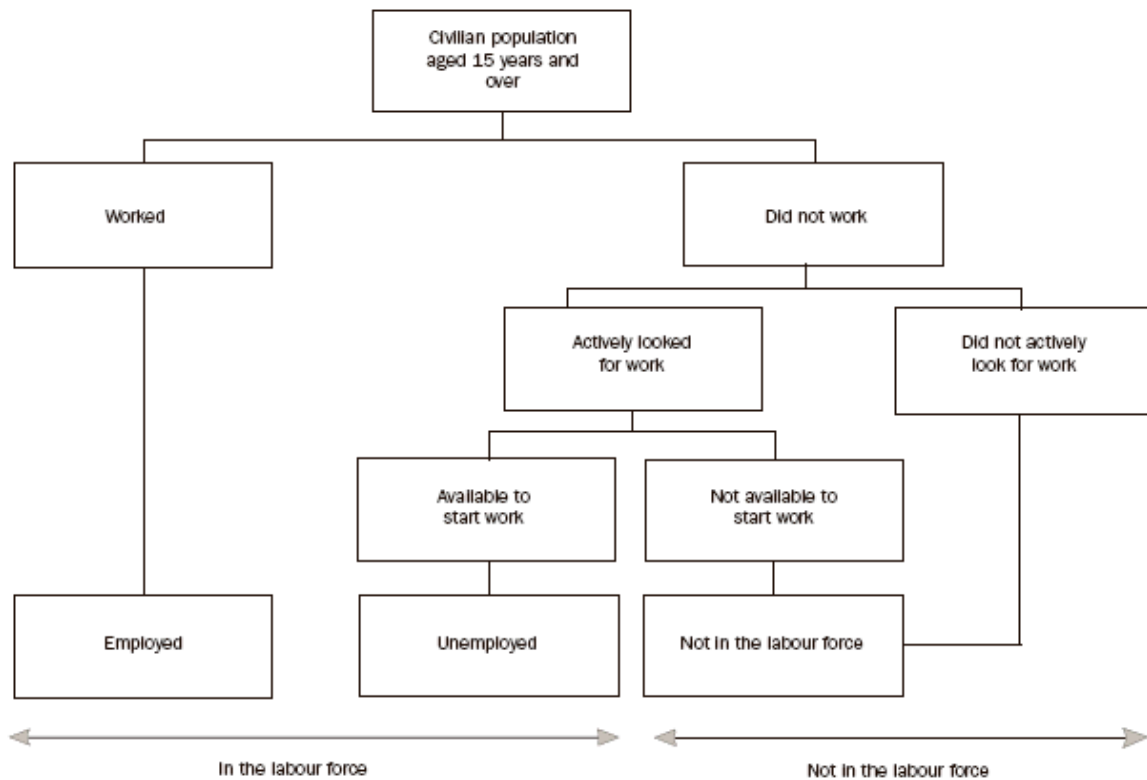 Civilian population
aged 15 years and
over
Worked
Did not work
Actively looked
for work
Did not actively
look for work
Available to
start work
Not available to
start work
Employed
Unemployed
Not in the labour force
In the labour force
Not in the labour force